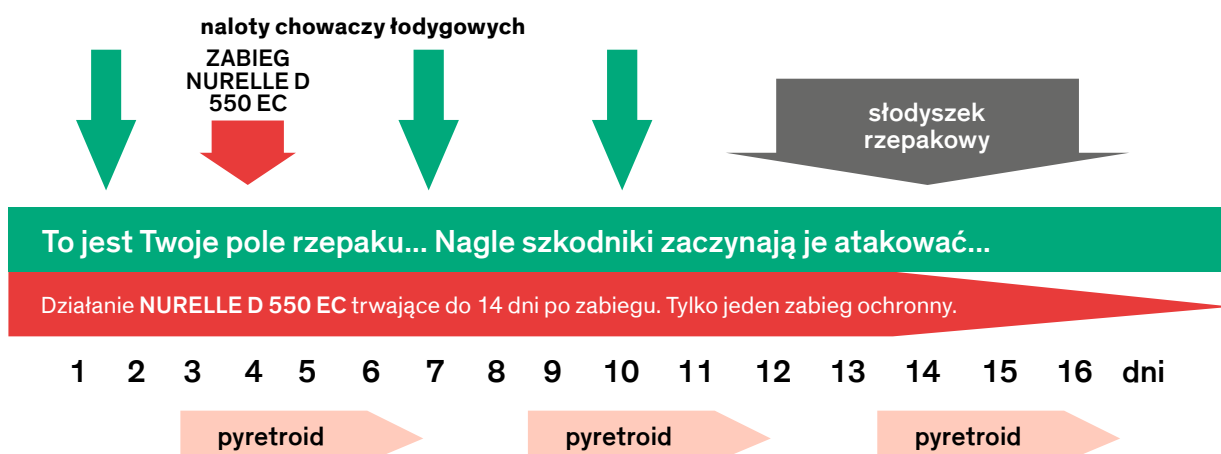 naloty chowaczy łodygowych
ZABIEG
NURELLE D
550 EC
słodyszek
rzepakowy
To jest Twoje pole rzepaku... Nagle szkodniki zaczynają je atakować...
Działanie NURELLE D 550 EC trwające do 14 dni po zabiegu. Tylko jeden zabieg ochronny.
1 2 3 4 5 6 7 8 9 10 11 12 13 14 15 16 dni
pyretroid pyretroid pyretroid